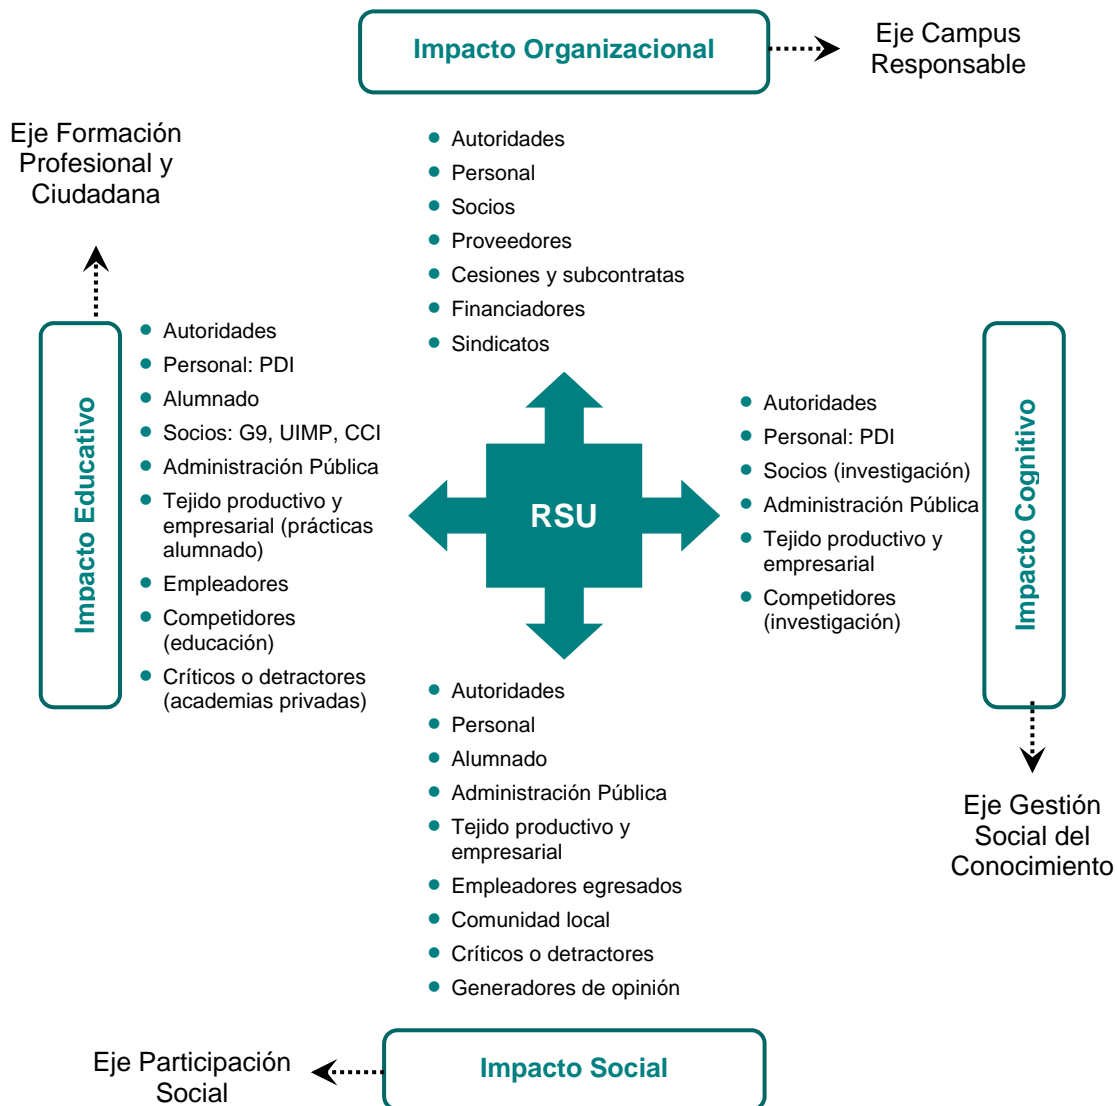 Impacto Organizacional
Eje Campus
Responsable
Eje Formación
Profesional y
Ciudadana
Autoridades
Personal
Socios
Proveedores
Cesiones y subcontratas
Financiadores
Sindicatos
Impacto Educativo
Autoridades
Personal: PDI
Alumnado
Socios: G9, UIMP, CCI
Administración Pública
Tejido productivo y
empresarial (prácticas
alumnado)
Empleadores
Competidores
(educación)
Críticos o detractores
(academias privadas)
RSU
Autoridades
Personal: PDI
Socios (investigación)
Administración Pública
Tejido productivo y
empresarial
Competidores
(investigación)
Impacto Cognitivo
Eje Gestión
Social del
Conocimiento
Autoridades
Personal
Alumnado
Administración Pública
Tejido productivo y
empresarial
Empleadores egresados
Comunidad local
Críticos o detractores
Generadores de opinión
Impacto Social
Eje Participación
Social